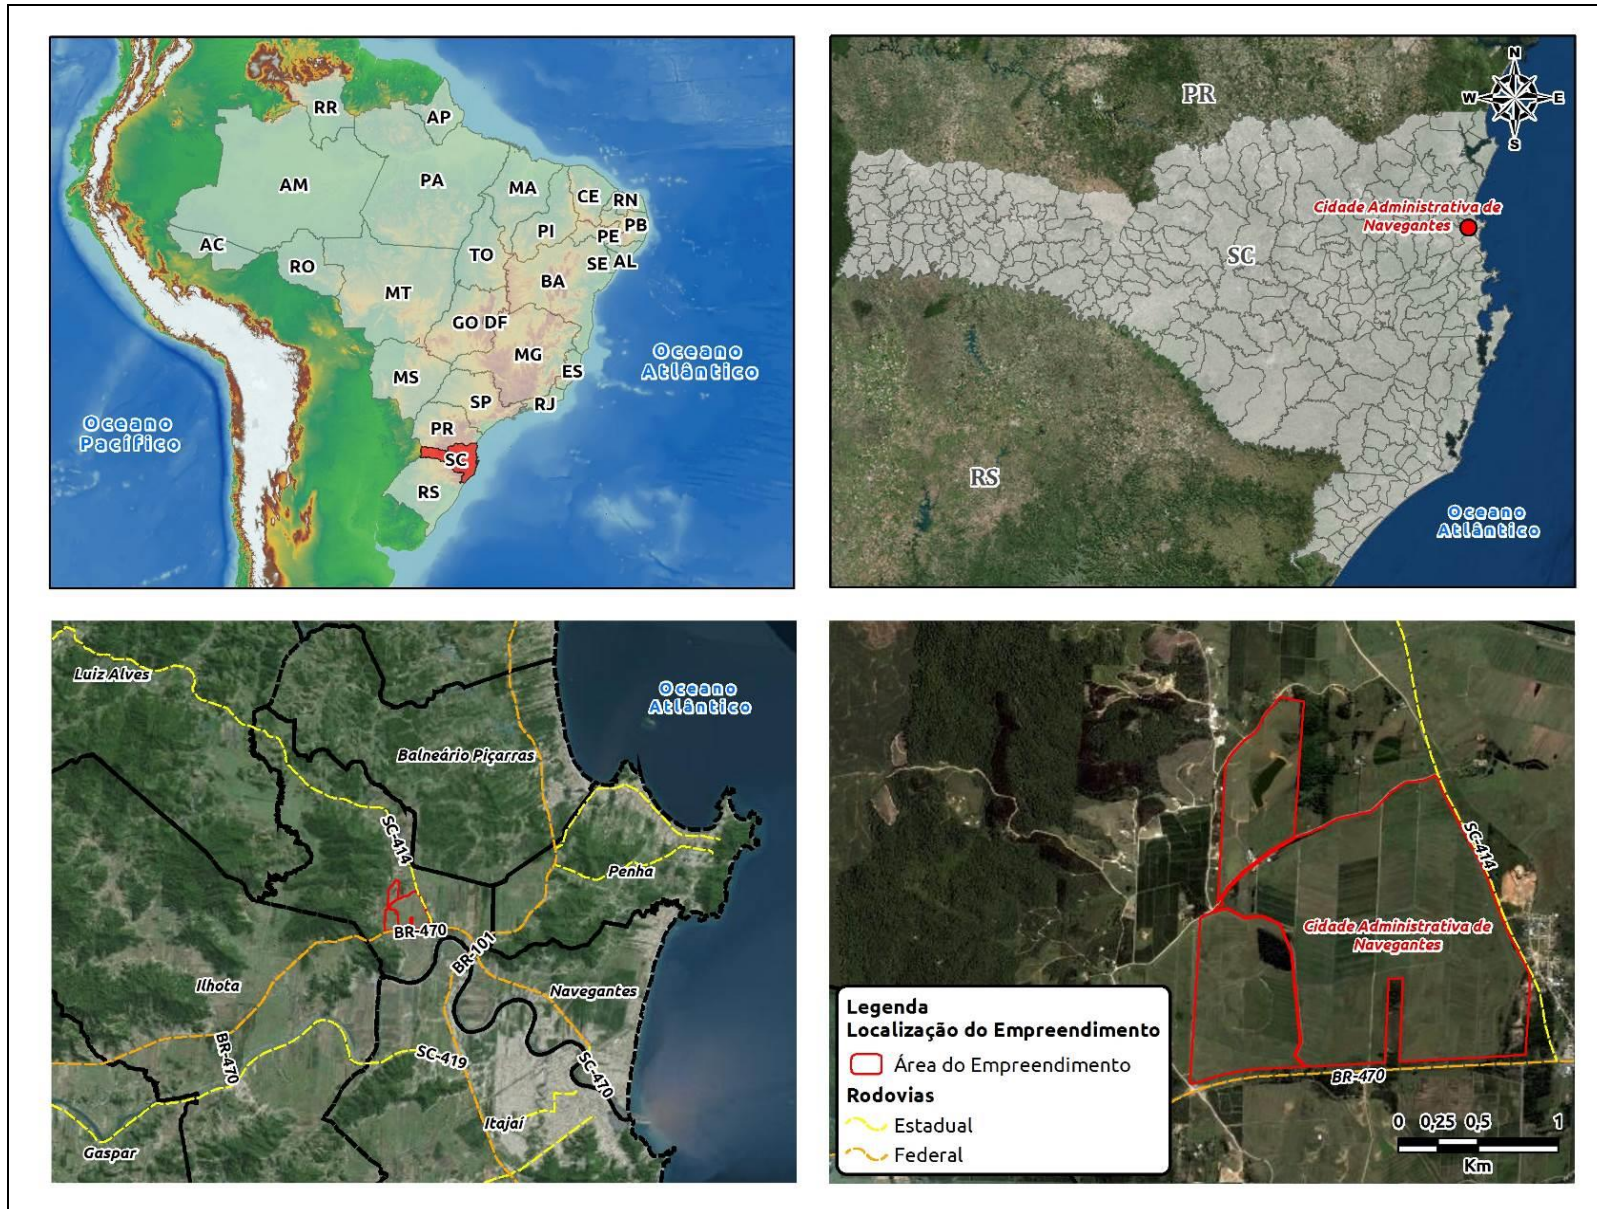 RR
AP
AM
PA
MA
CE
RN
PB
PI
PE
AC
TO
SE
AL
RO
BA
MT
GO
DF
MG
ES
MS
SP
RJ
PR
SC
RS
Oceano
Atlântico
Oceano
Pacífico
N
W
E
S
PR
Cidade Administrativa de
Navegantes
SC
RS
Oceano
Atlântico
Luiz Alves
Oceano
Atlântico
Balneário Piçarras
SC-414
Penha
BR-470
BR-101
Ilhota
Navegantes
BR-470
SC-419
SC-470
Itajaí
Gaspar
SC-414
Cidade Administrativa de
Navegantes
BR-470
Legenda
Localização do Empreendimento
Área do Empreendimento
Rodovias
Estadual
Federal
0 0,25 0,5 1
Km